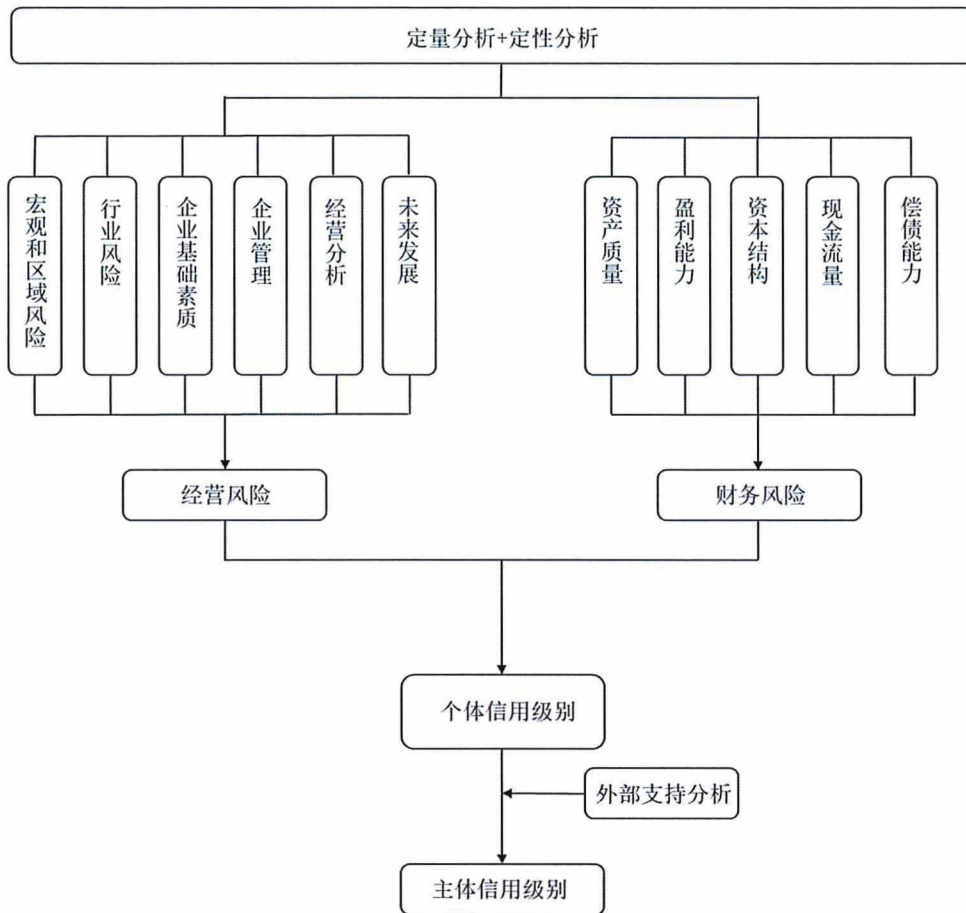 定量分析+定性分析
宏观和区域风险
行业风险
企业基础素质
企业管理
经营分析
未来发展
资产质量
盈利能力
资本结构
现金流量
偿债能力
经营风险
财务风险
个体信用级别
外部支持分析
主体信用级别